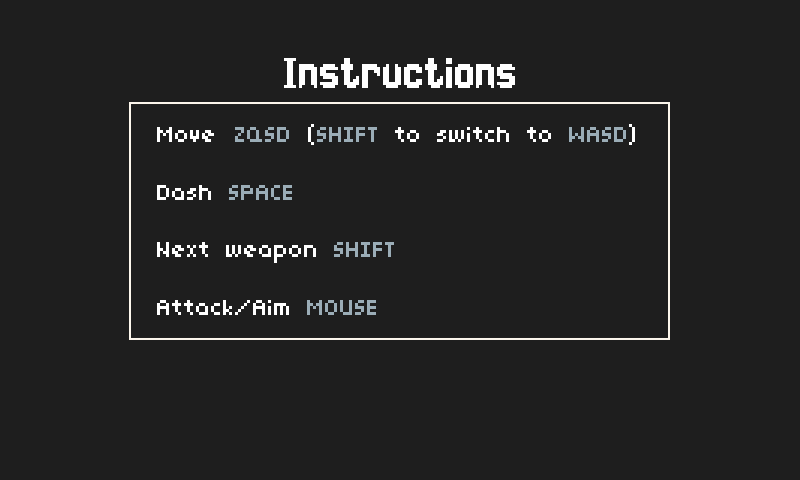 Instructions
Move ZQSD (SHIFT to switch to WASD)
Dash SPACE
Next weapon SHIFT
Attack/Aim MOUSE